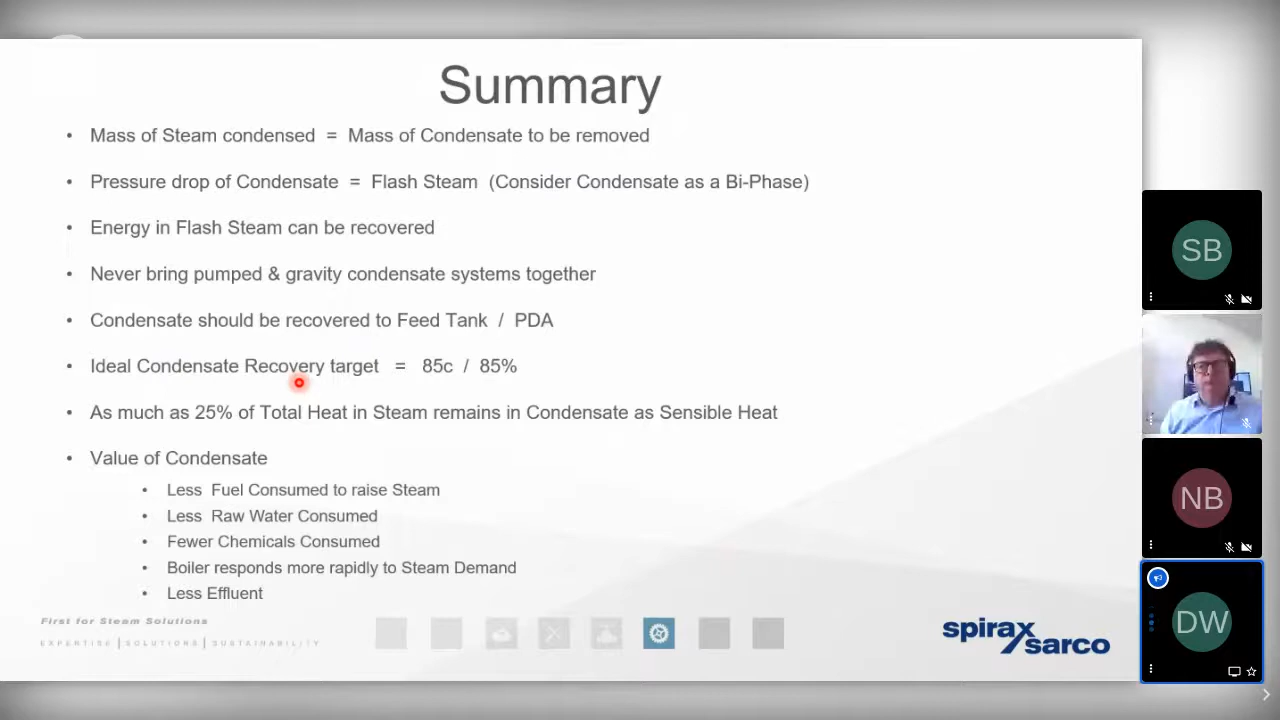 Summary
• Mass of Steam condensed = Mass of Condensate to be removed
• Pressure drop of Condensate = Flash Steam (Consider Condensate as a Bi-Phase)
• Energy in Flash Steam can be recovered
• Never bring pumped & gravity condensate systems together
• Condensate should be recovered to Feed Tank / PDA
• Ideal Condensate Recovery target = 85c / 85%
• As much as 25% of Total Heat in Steam remains in Condensate as Sensible Heat
• Value of Condensate
• Less Fuel Consumed to raise Steam
• Less Raw Water Consumed
• Fewer Chemicals Consumed
• Boiler responds more rapidly to Steam Demand
• Less Effluent
First for Steam Solutions
EXPERTISE | SOLUTIONS | SUSTAINABILITY
spirax
sarco
SB
NB
DW